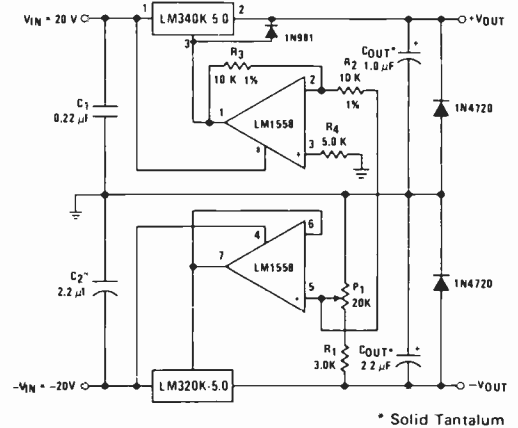 VIN = 20 V
1
LM340K 5.0
2
+VOUT
3
1N981
R3
10 K 1%
COUT*
1.0 µF
+
2
R2
10 K
1%
C1
0.22 µF
1
LM1558
R4
5.0 K
3
+
1N4720
8
4
6
7
LM1558
5
+
P1
20K
C2*
2.2 µF
1N4720
R1
3.0K
COUT*
2.2 µF
+
-VIN = -20V
LM320K-5.0
-VOUT
* Solid Tantalum